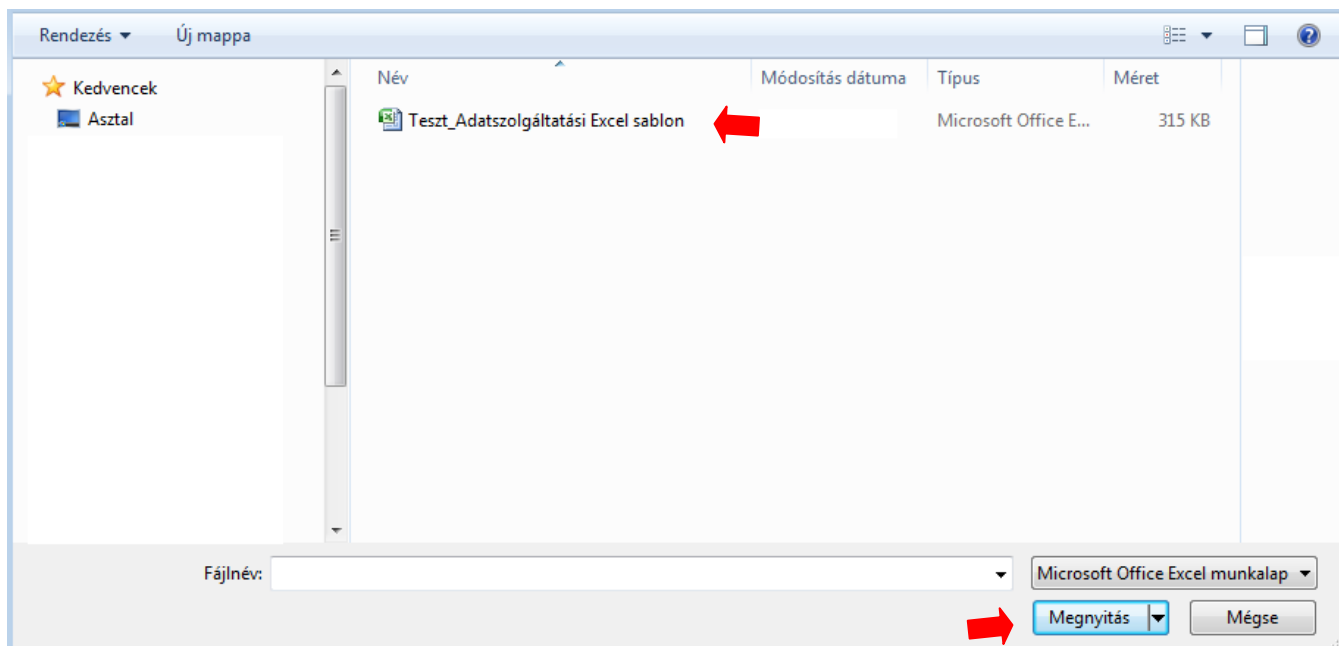 Rendezés Új mappa
Kedvencek
Asztal
Név Módosítás dátuma Típus Méret
Teszt_Adatszolgáltatási Excel sablon Microsoft Office E... 315 KB
Fájlnév: Microsoft Office Excel munkalap
Megnyitás Mégse